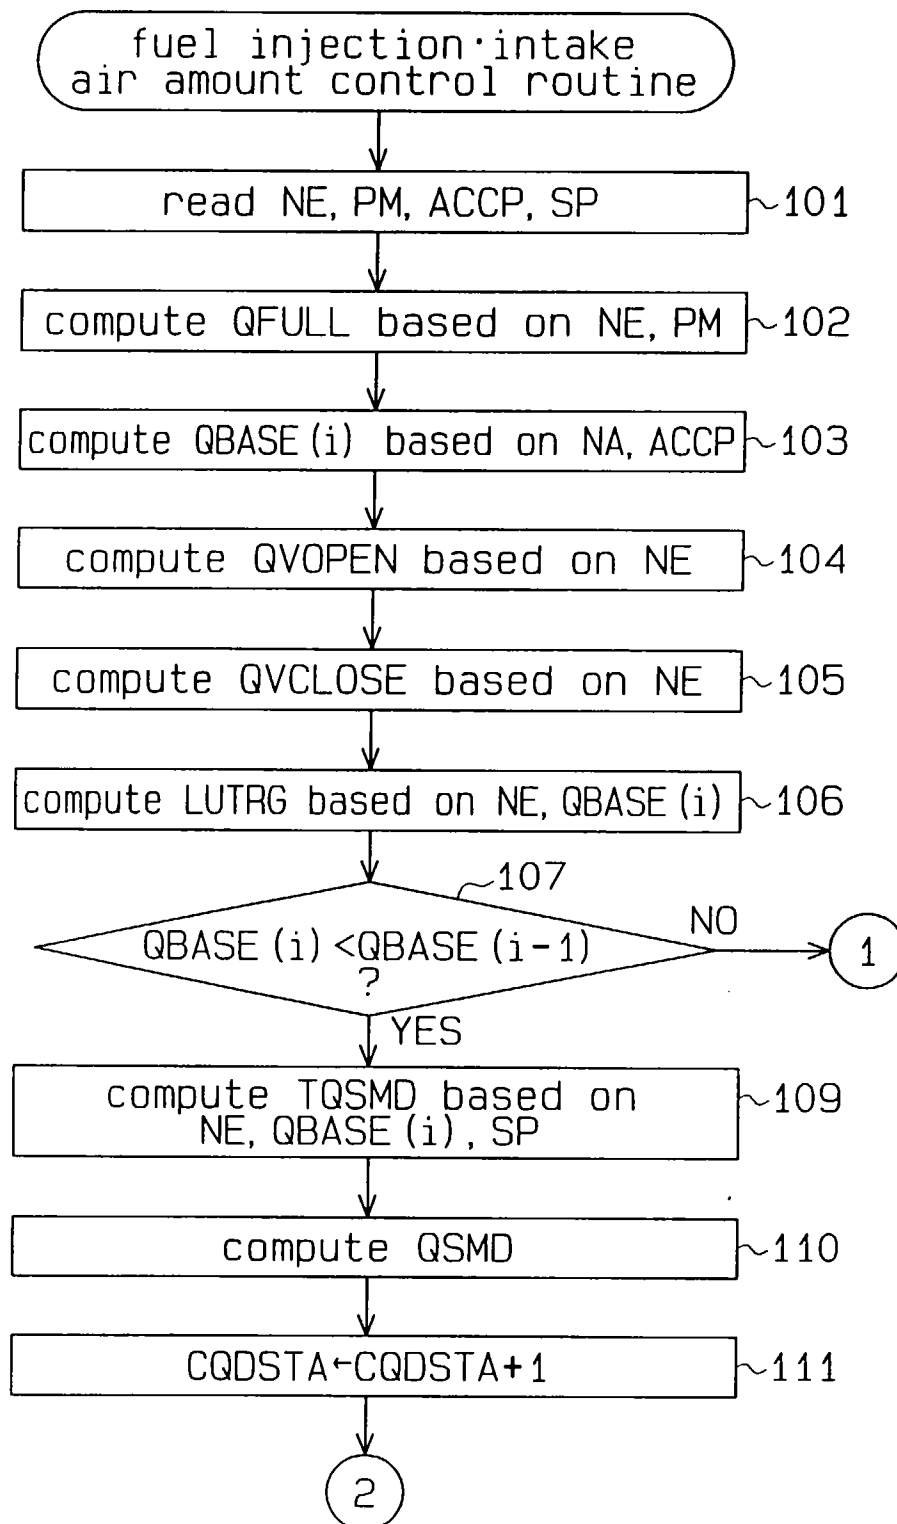 fuel injection·intake
air amount control routine
read NE, PM, ACCP, SP
101
compute QFULL based on NE, PM
102
compute QBASE(i) based on NA, ACCP
103
compute QVOPEN based on NE
104
compute QVCLOSE based on NE
105
compute LUTRG based on NE, QBASE(i)
106
107
QBASE(i)<QBASE(i-1)
?
NO
1
YES
compute TQSMD based on
NE, QBASE(i), SP
109
compute QSMD
110
CQDSTA←CQDSTA+1
111
2